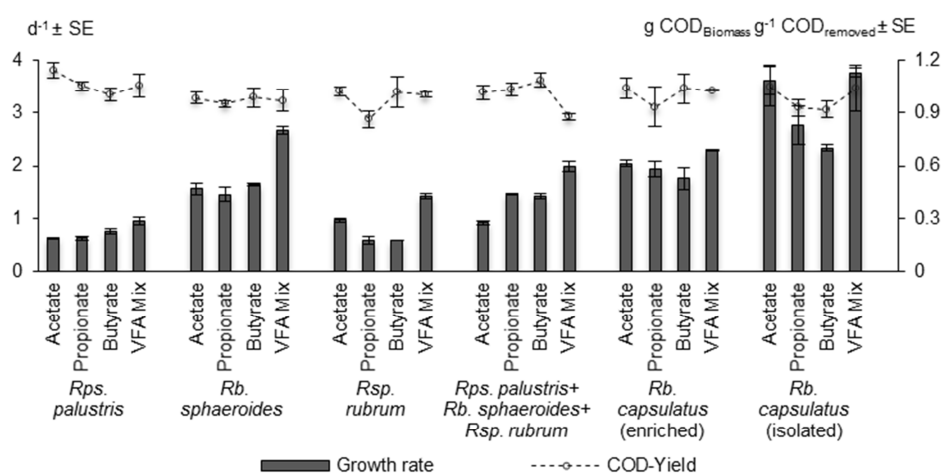 d⁻¹ ± SE
g COD_Biomass g⁻¹ COD_removed ± SE
4
3
2
1
0
1.2
0.9
0.6
0.3
0
Acetate
Propionate
Butyrate
VFA Mix
Acetate
Propionate
Butyrate
VFA Mix
Acetate
Propionate
Butyrate
VFA Mix
Acetate
Propionate
Butyrate
VFA Mix
Acetate
Propionate
Butyrate
VFA Mix
Acetate
Propionate
Butyrate
VFA Mix
Rps.
palustris
Rb.
sphaeroides
Rsp.
rubrum
Rps. palustris+
Rb. sphaeroides+
Rsp. rubrum
Rb.
capsulatus
(enriched)
Rb.
capsulatus
(isolated)
Growth rate
COD-Yield